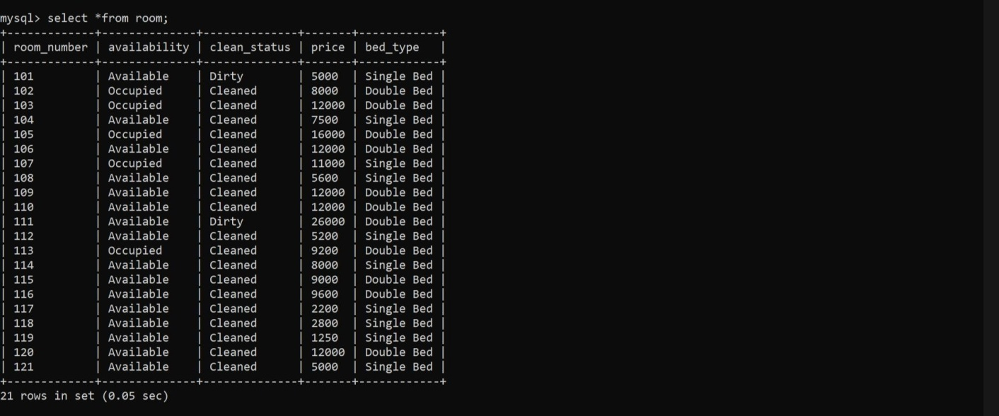 mysql> select *from room;
+-------------+--------------+--------------+-------+------------+
| room_number | availability | clean_status | price | bed_type   |
+-------------+--------------+--------------+-------+------------+
| 101         | Available    | Dirty        | 5000  | Single Bed |
| 102         | Occupied     | Cleaned      | 8000  | Double Bed |
| 103         | Occupied     | Cleaned      | 12000 | Double Bed |
| 104         | Available    | Cleaned      | 7500  | Single Bed |
| 105         | Occupied     | Cleaned      | 16000 | Double Bed |
| 106         | Available    | Cleaned      | 12000 | Double Bed |
| 107         | Occupied     | Cleaned      | 11000 | Single Bed |
| 108         | Available    | Cleaned      | 5600  | Single Bed |
| 109         | Available    | Cleaned      | 12000 | Double Bed |
| 110         | Available    | Cleaned      | 12000 | Double Bed |
| 111         | Available    | Dirty        | 26000 | Double Bed |
| 112         | Available    | Cleaned      | 5200  | Single Bed |
| 113         | Occupied     | Cleaned      | 9200  | Double Bed |
| 114         | Available    | Cleaned      | 8000  | Single Bed |
| 115         | Available    | Cleaned      | 9000  | Double Bed |
| 116         | Available    | Cleaned      | 9600  | Double Bed |
| 117         | Available    | Cleaned      | 2200  | Single Bed |
| 118         | Available    | Cleaned      | 2800  | Single Bed |
| 119         | Available    | Cleaned      | 1250  | Single Bed |
| 120         | Available    | Cleaned      | 12000 | Double Bed |
| 121         | Available    | Cleaned      | 5000  | Single Bed |
+-------------+--------------+--------------+-------+------------+
21 rows in set (0.05 sec)